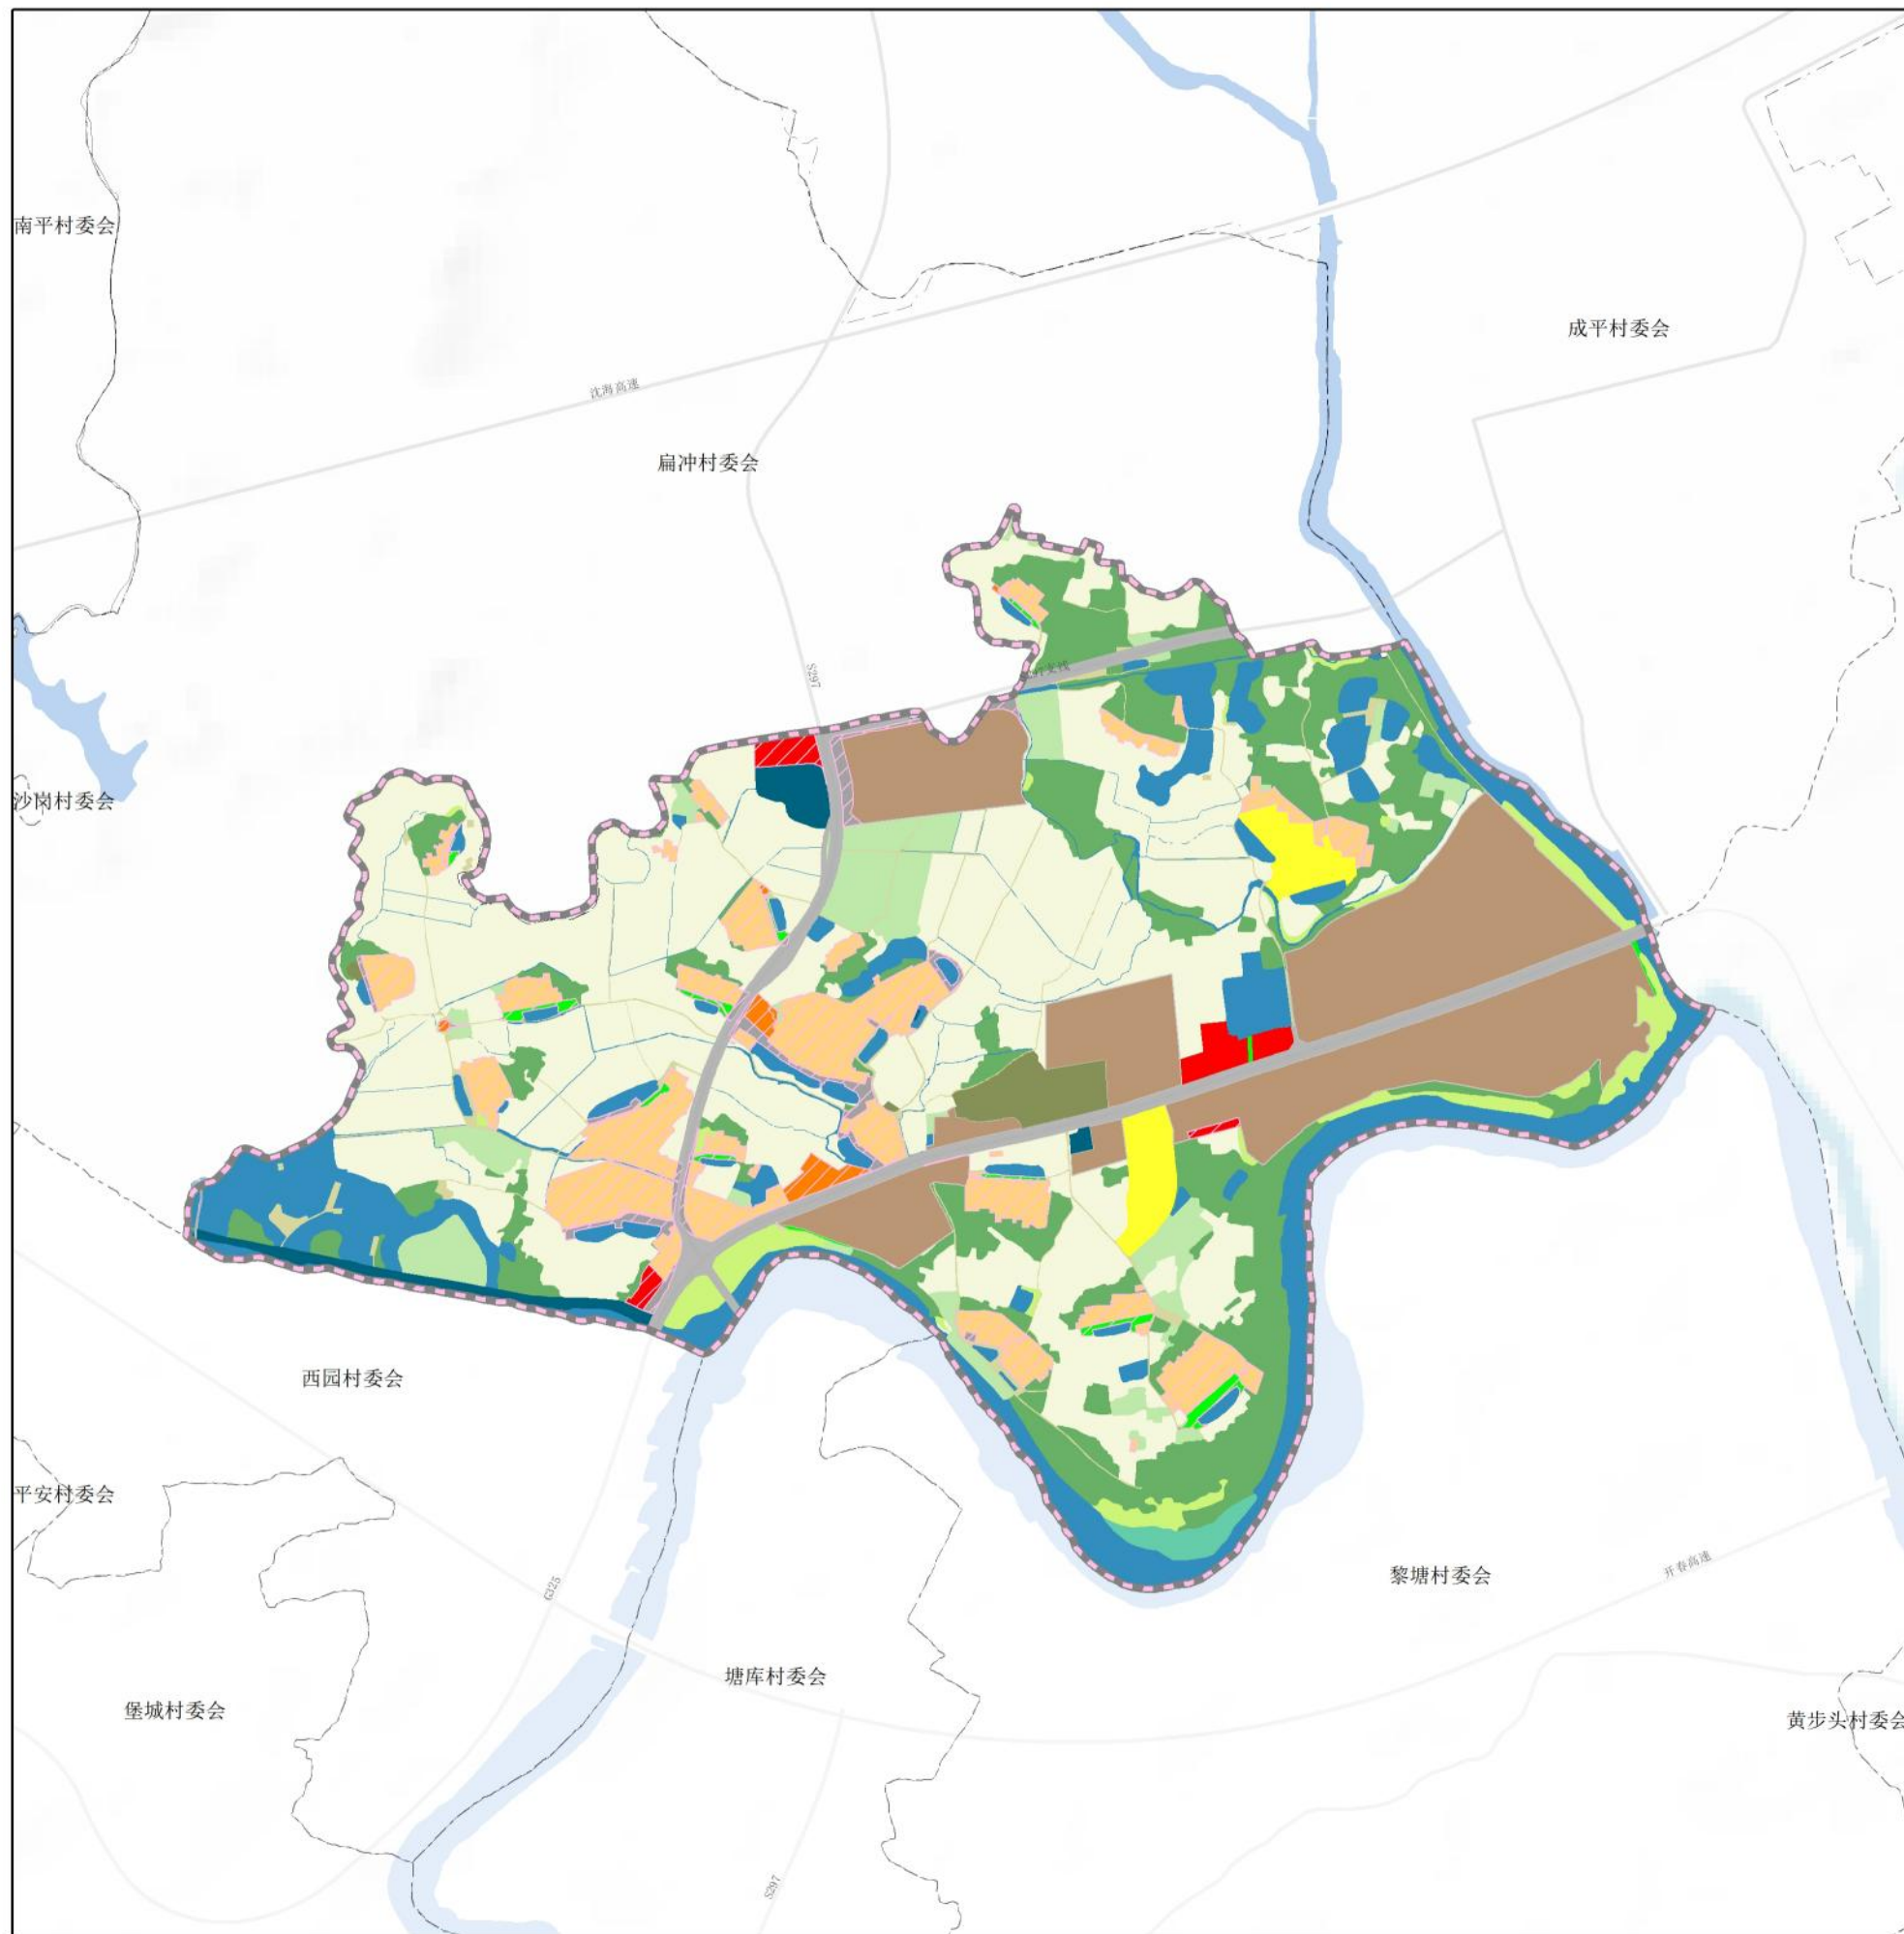 南平村委会
成平村委会
沈海高速
扁冲村委会
S297
沙岗村委会
西园村委会
平安村委会
黎塘村委会
开春高速
G325
塘库村委会
堡城村委会
黄步头村委会
S297